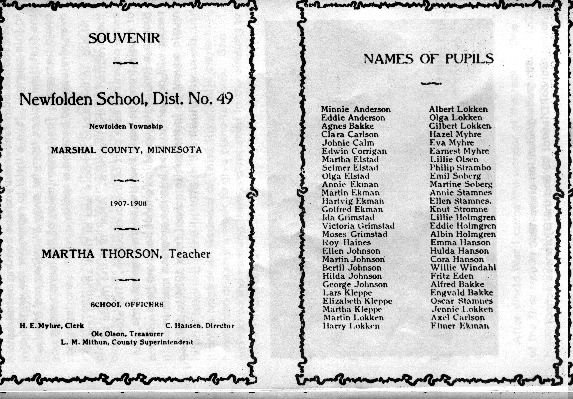 SOUVENIR
Newfolden School, Dist. No. 49
Newfolden Township
MARSHAL COUNTY, MINNESOTA
1907-1908
MARTHA THORSON, Teacher
SCHOOL OFFICERS
H. E. Myhre, Clerk C. Hansen, Director
Ole Olson, Treasurer
L. M. Mithun, County Superintendent
NAMES OF PUPILS
Minnie Anderson
Eddie Anderson
Agnes Bakke
Clara Carlson
Johnie Calm
Edwin Corrigan
Martha Elstad
Selmer Elstad
Olga Elstad
Annie Ekman
Martin Ekman
Hartvig Ekman
Golfred Ekman
Ida Grimstad
Victoria Grimstad
Moses Grimstad
Roy Haines
Ellen Johnson
Martin Johnson
Bertil Johnson
Hilda Johnson
George Johnson
Lars Kleppe
Elizabeth Kleppe
Martha Kleppe
Martin Lokken
Harry Lokken
Albert Lokken
Olga Lokken
Gilbert Lokken
Hazel Myhre
Eva Myhre
Earnest Myhre
Lillie Olsen
Philip Strambo
Emil Soberg
Martine Soberg
Annie Stamnes
Ellen Stamnes.
Knut Stromne
Lillie Holmgren
Eddie Holmgren
Albin Holmgren
Emma Hanson
Hulda Hanson
Cora Hanson
Willie Windahl
Fritz Eden
Alfred Bakke
Engvald Bakke
Oscar Stamnes
Jennie Lokken
Axel Carlson
Elmer Ekman